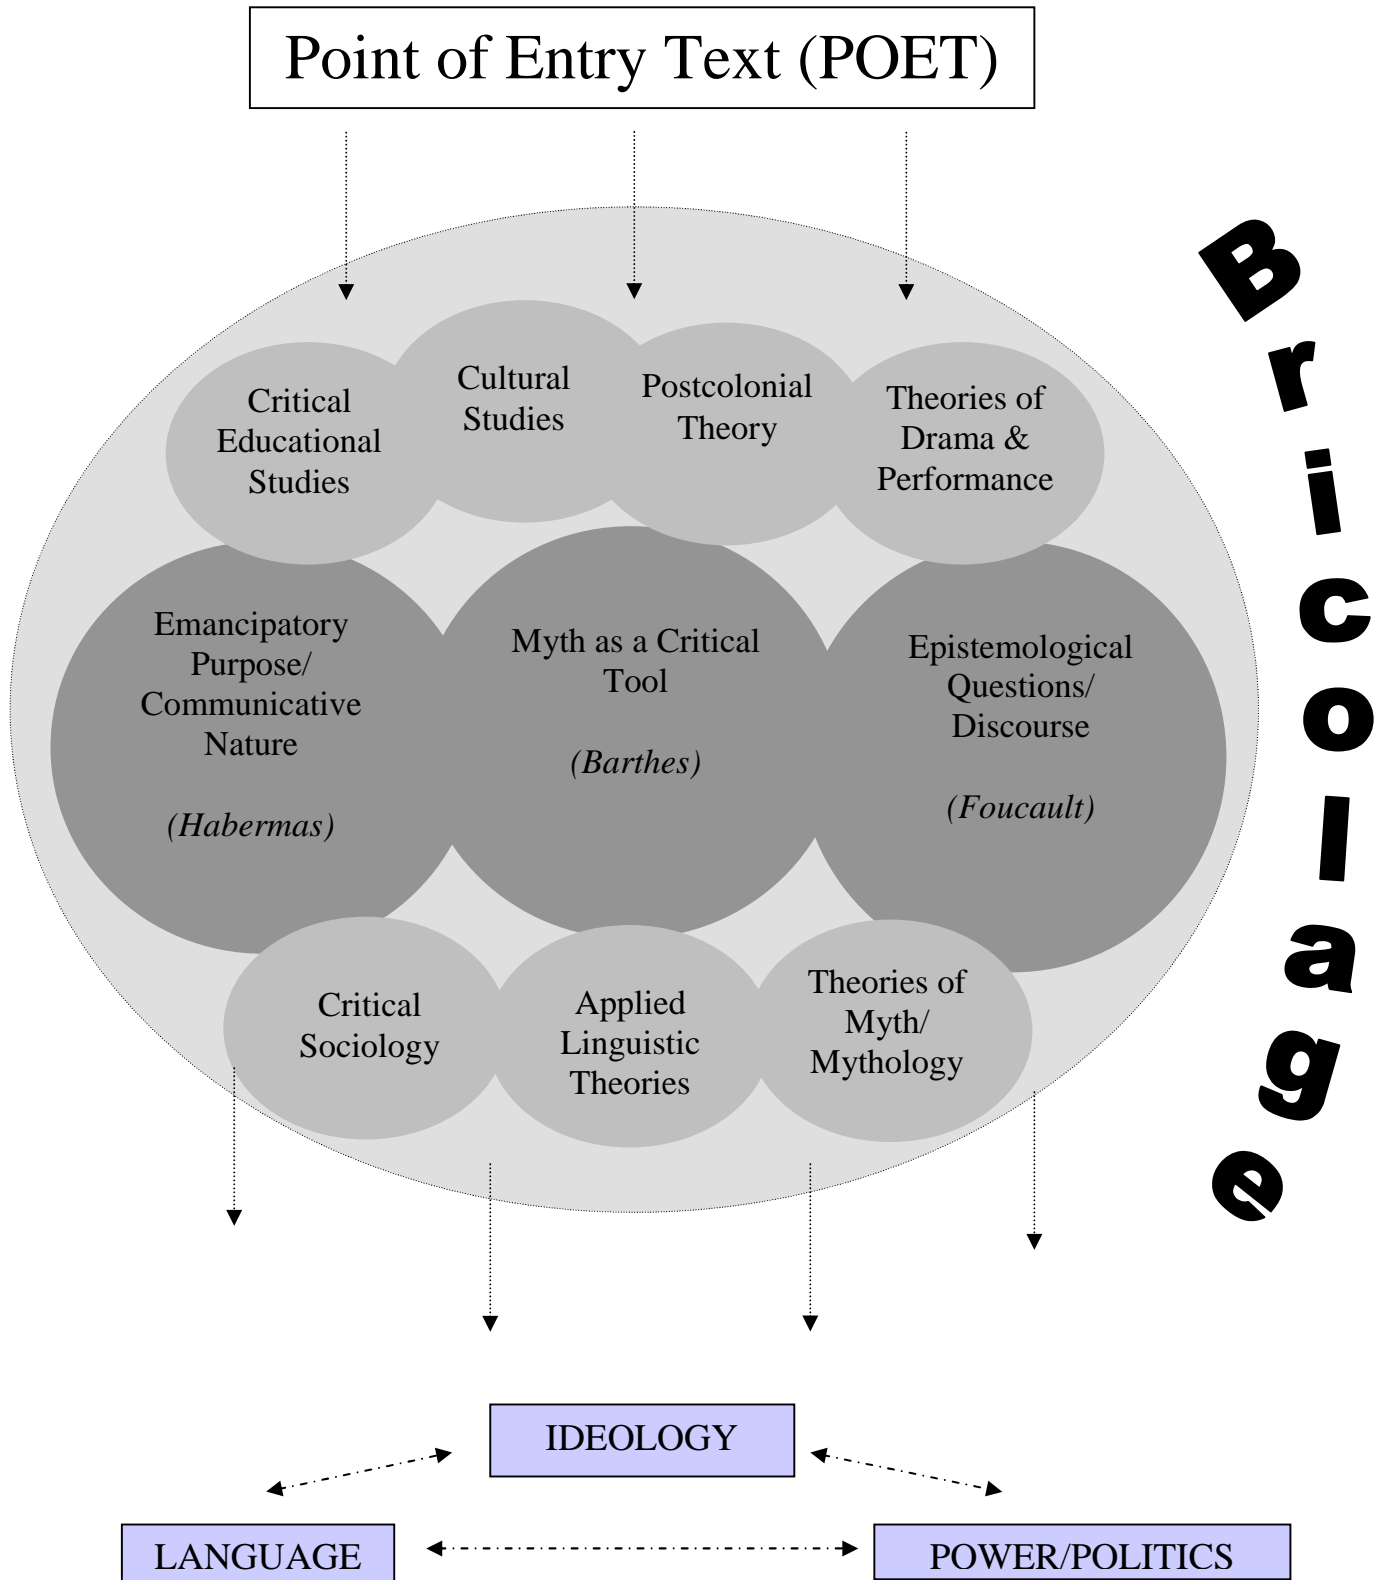 Point of Entry Text (POET)
Critical
Educational
Studies
Cultural
Studies
Postcolonial
Theory
Theories of
Drama &
Performance
Emancipatory
Purpose/
Communicative
Nature
(Habermas)
Myth as a Critical
Tool
(Barthes)
Epistemological
Questions/
Discourse
(Foucault)
Critical
Sociology
Applied
Linguistic
Theories
Theories of
Myth/
Mythology
Bricolage
IDEOLOGY
LANGUAGE
POWER/POLITICS